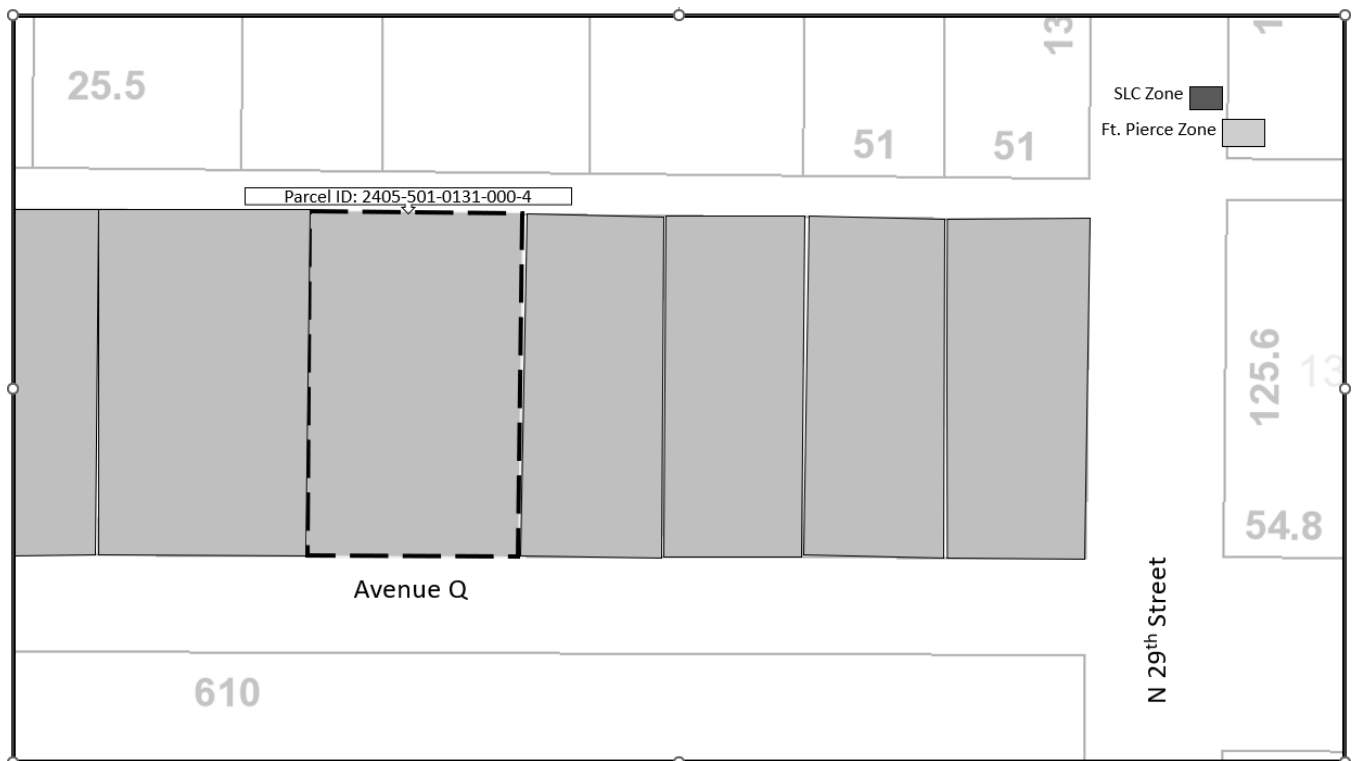 25.5
51
51
SLC Zone
Ft. Pierce Zone
Parcel ID: 2405-501-0131-000-4
125.6
54.8
Avenue Q
N 29th Street
610